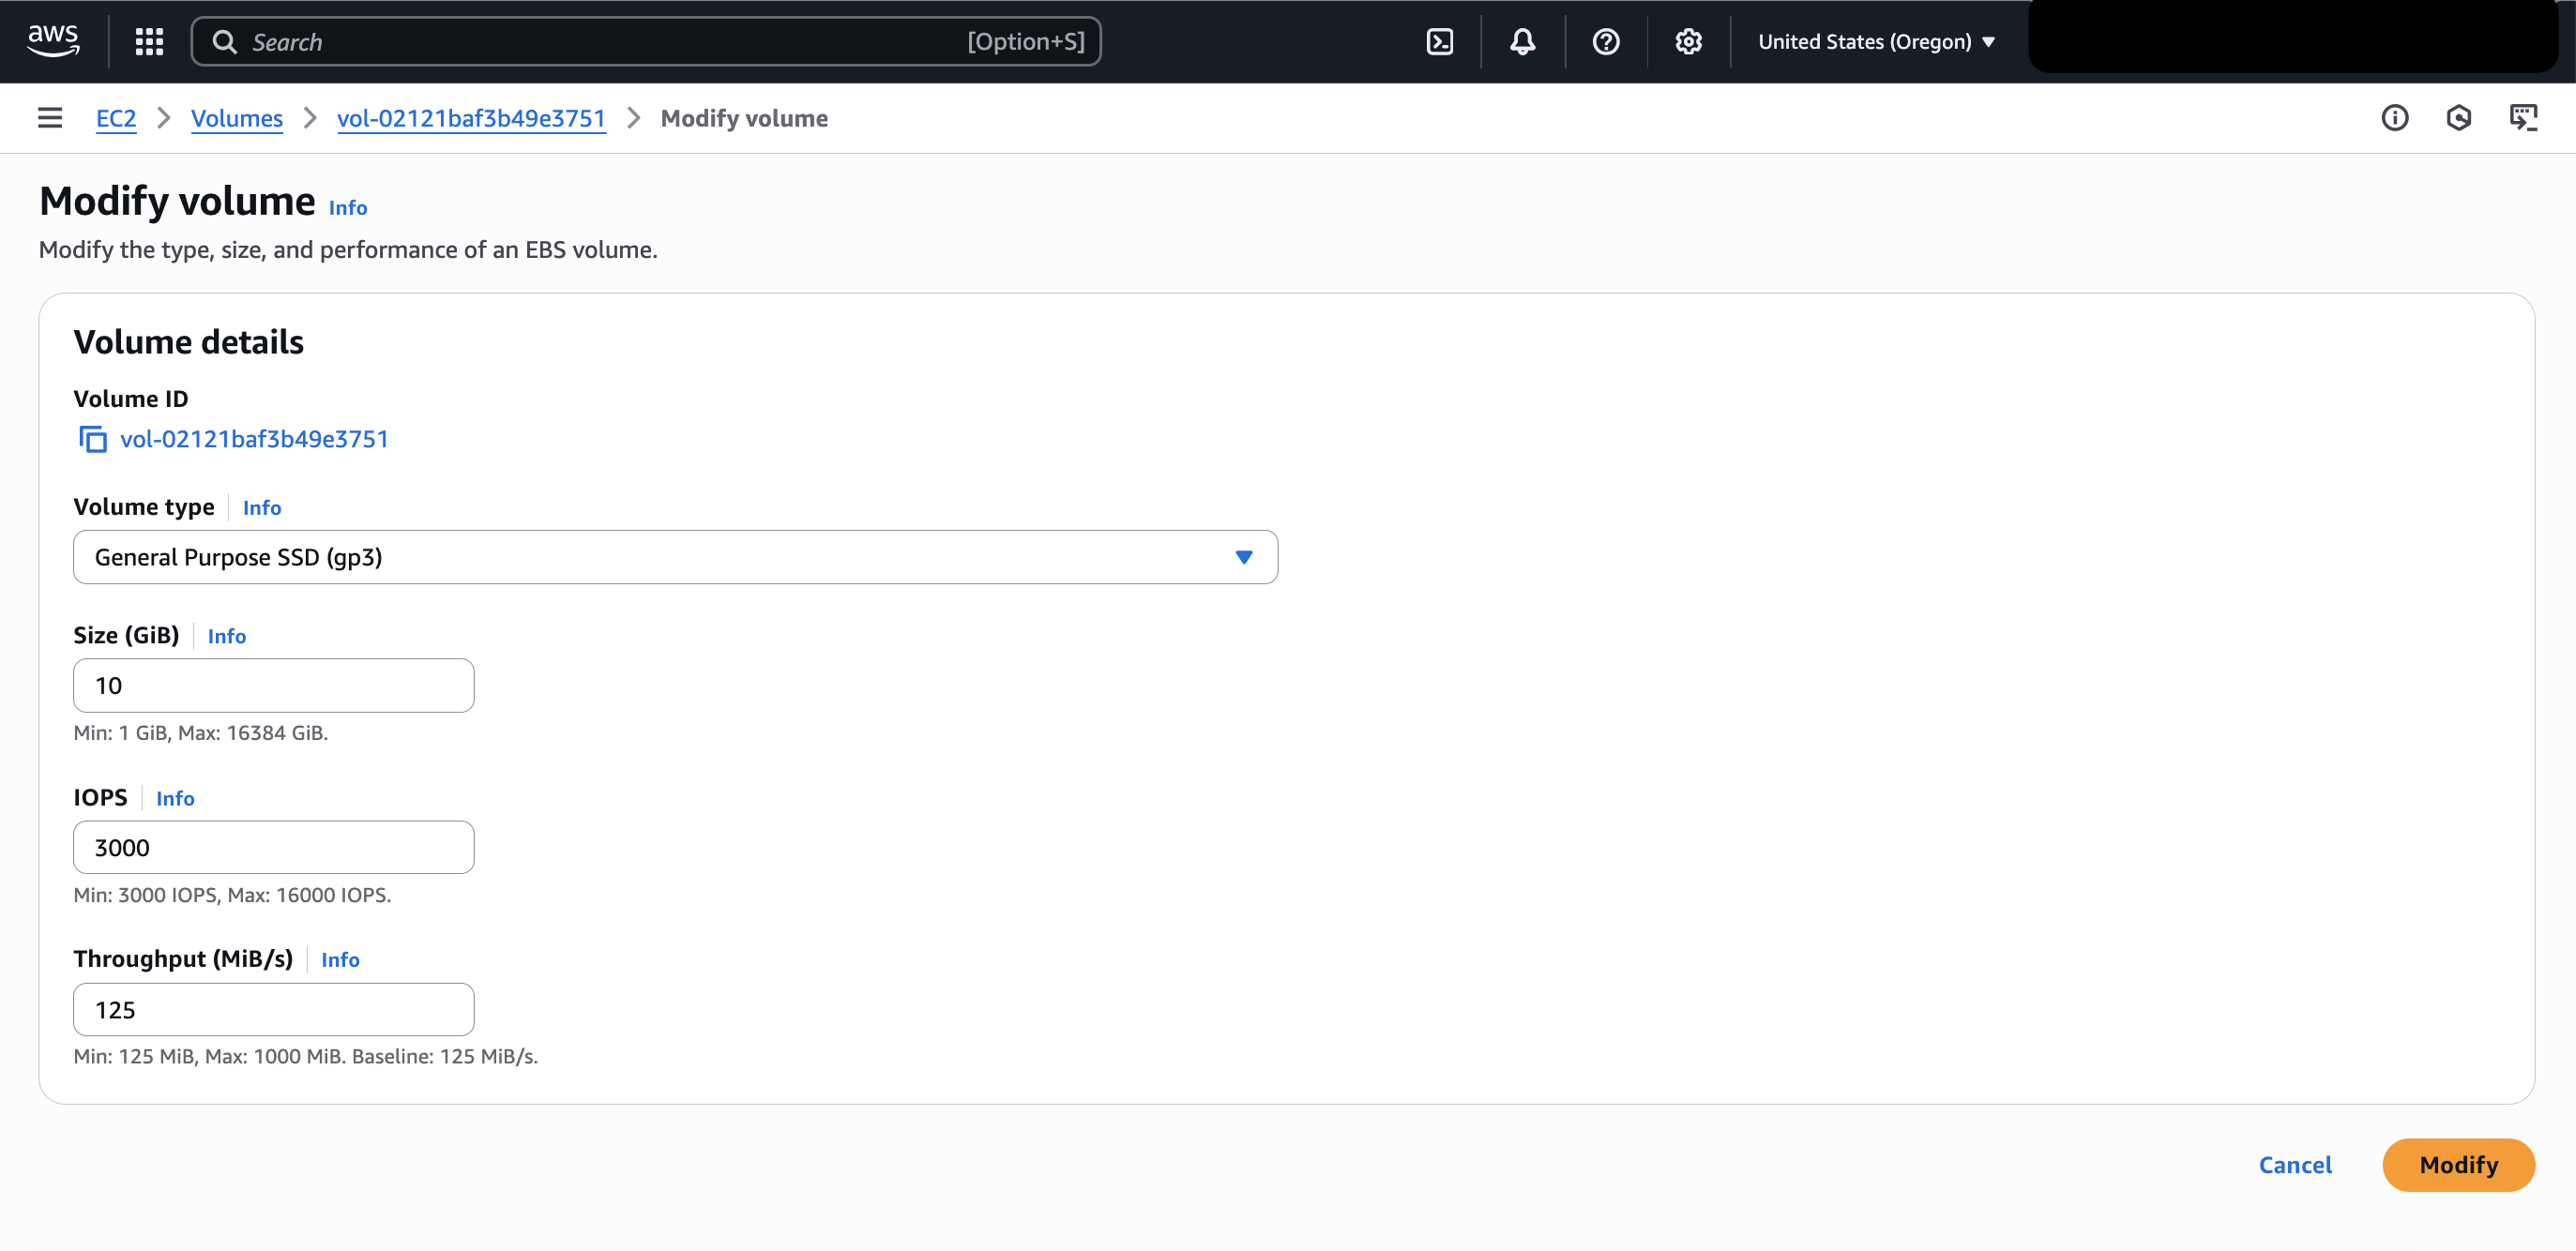 aws
Search [Option+S] United States (Oregon)
EC2 Volumes vol-02121baf3b49e3751 Modify volume
Modify volume Info
Modify the type, size, and performance of an EBS volume.
Volume details
Volume ID
vol-02121baf3b49e3751
Volume type Info
General Purpose SSD (gp3)
Size (GiB) Info
10
Min: 1 GiB, Max: 16384 GiB.
IOPS Info
3000
Min: 3000 IOPS, Max: 16000 IOPS.
Throughput (MiB/s) Info
125
Min: 125 MiB, Max: 1000 MiB. Baseline: 125 MiB/s.
Cancel Modify